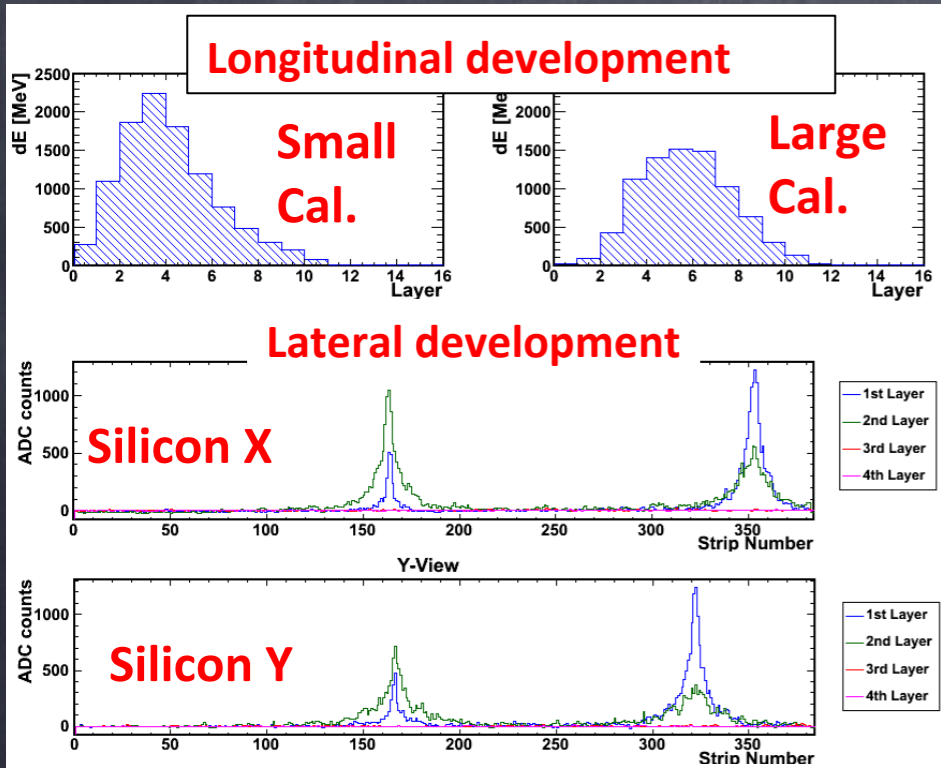 Longitudinal development
dE [MeV]
2500
2000
1500
1000
500
0
Small
Cal.
0 2 4 6 8 10 12 14 16
Layer
dE [MeV]
2000
1500
1000
500
0
Large
Cal.
0 2 4 6 8 10 12 14 16
Layer
Lateral development
ADC counts
1000
500
0
Silicon X
0 50 100 150 200 250 300 350
Strip Number
1st Layer
2nd Layer
3rd Layer
4th Layer
Y-View
ADC counts
1000
500
0
Silicon Y
0 50 100 150 200 250 300 350
Strip Number
1st Layer
2nd Layer
3rd Layer
4th Layer